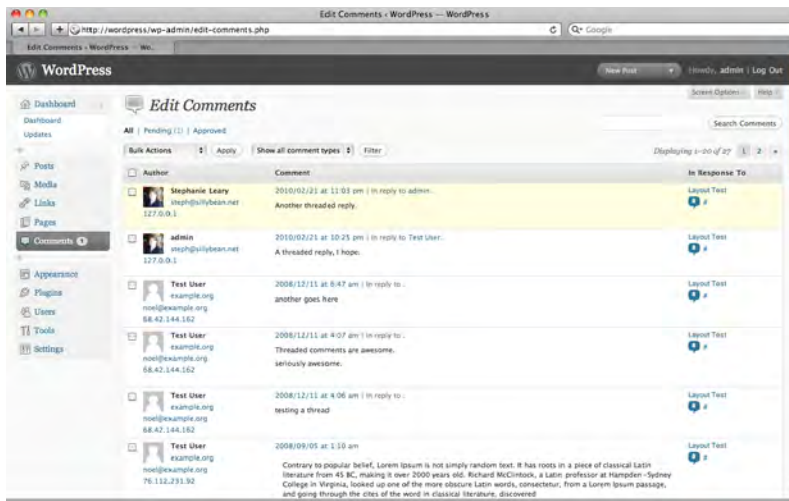 Edit Comments ‹ WordPress — WordPress
http://wordpress/wp-admin/edit-comments.php
Google
Edit Comments ‹ WordPress — Wo...
WordPress
New Post
Howdy, admin | Log Out
Screen Options
Help
Dashboard
Dashboard
Updates
Posts
Media
Links
Pages
Comments 1
Appearance
Plugins
Users
Tools
Settings
Edit Comments
All | Pending (1) | Approved
Search Comments
Bulk Actions
Apply
Show all comment types
Filter
Displaying 1–20 of 27 1 2 »
Author Comment In Response To
Stephanie Leary
steph@sillybean.net
127.0.0.1
2010/02/21 at 11:03 pm | In reply to admin.
Another threaded reply.
Layout Test
#
admin
steph@sillybean.net
127.0.0.1
2010/02/21 at 10:25 pm | In reply to Test User.
A threaded reply, I hope.
Layout Test
#
Test User
example.org
noel@example.org
68.42.144.162
2008/12/11 at 6:47 am | In reply to .
another goes here
Layout Test
#
Test User
example.org
noel@example.org
68.42.144.162
2008/12/11 at 4:07 am | In reply to .
Threaded comments are awesome.
seriously awesome.
Layout Test
#
Test User
example.org
noel@example.org
68.42.144.162
2008/12/11 at 4:06 am | In reply to .
testing a thread
Layout Test
#
Test User
example.org
noel@example.org
76.112.231.92
2008/09/05 at 1:10 am
Contrary to popular belief, Lorem Ipsum is not simply random text. It has roots in a piece of classical Latin
literature from 45 BC, making it over 2000 years old. Richard McClintock, a Latin professor at Hampden-Sydney
College in Virginia, looked up one of the more obscure Latin words, consectetur, from a Lorem Ipsum passage,
and going through the cites of the word in classical literature, discovered
Layout Test
#